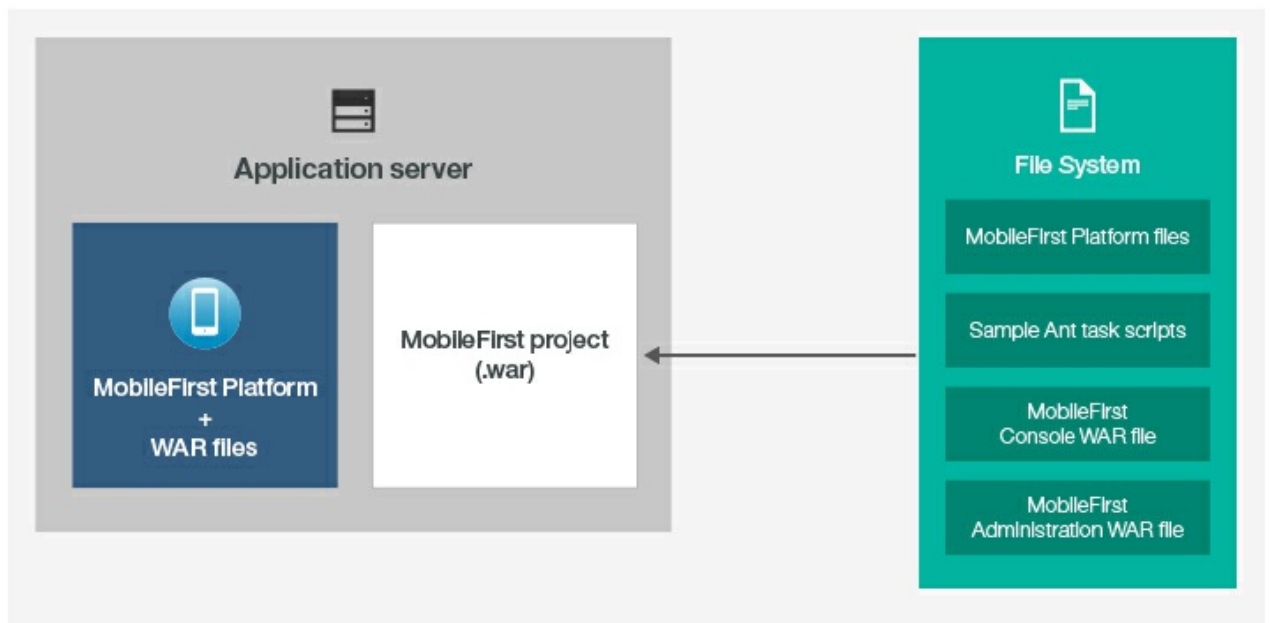 Application server
MobileFirst Platform
+
WAR files
MobileFirst project
(.war)
File System
MobileFirst Platform files
Sample Ant task scripts
MobileFirst
Console WAR file
MobileFirst
Administration WAR file